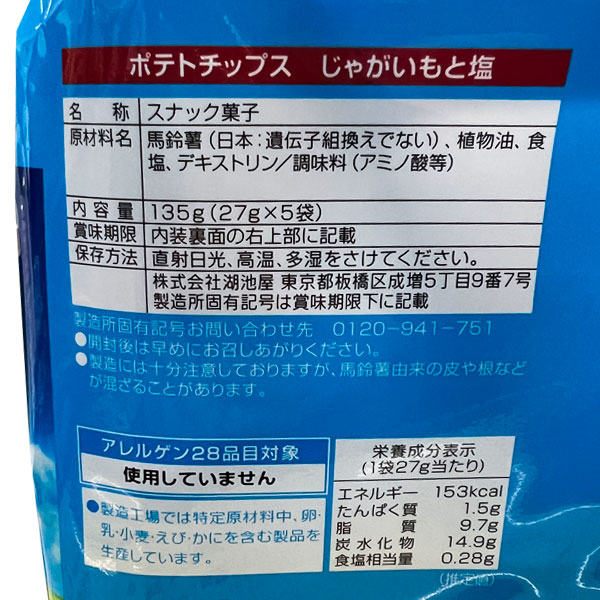 ポテトチップス じゃがいもと塩
名称 スナック菓子
原材料名 馬鈴薯(日本:遺伝子組換えでない)、植物油、食
塩、デキストリン/調味料(アミノ酸等)
内容量 135g(27g×5袋)
賞味期限 内装裏面の右上部に記載
保存方法 直射日光、高温、多湿をさけてください。
株式会社湖池屋 東京都板橋区成増5丁目9番7号
製造所固有記号は賞味期限下に記載
製造所固有記号お問い合わせ先 0120-941-751
●開封後は早めにお召しあがりください。
●製造には十分注意しておりますが、馬鈴薯由来の皮や根など
が混ざることがあります。
アレルゲン28品目対象
使用していません
●製造工場では特定原材料中、卵・
乳・小麦・えび・かにを含む製品を
生産しています。
栄養成分表示
(1袋27g当たり)
エネルギー 153kcal
たんぱく質 1.5g
脂質 9.7g
炭水化物 14.9g
食塩相当量 0.28g
(推定値)